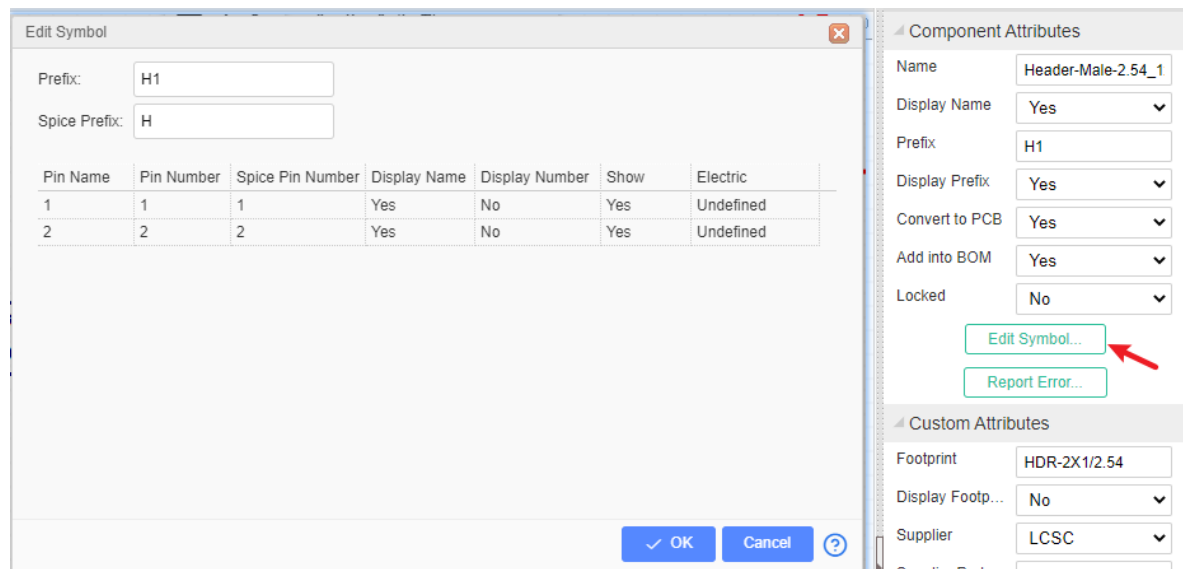 Edit Symbol
Prefix: H1
Spice Prefix: H
Pin Name Pin Number Spice Pin Number Display Name Display Number Show Electric
1 1 1 Yes No Yes Undefined
2 2 2 Yes No Yes Undefined
OK Cancel ?
Component Attributes
Name Header-Male-2.54_1
Display Name Yes
Prefix H1
Display Prefix Yes
Convert to PCB Yes
Add into BOM Yes
Locked No
Edit Symbol...
Report Error...
Custom Attributes
Footprint HDR-2X1/2.54
Display Footp... No
Supplier LCSC